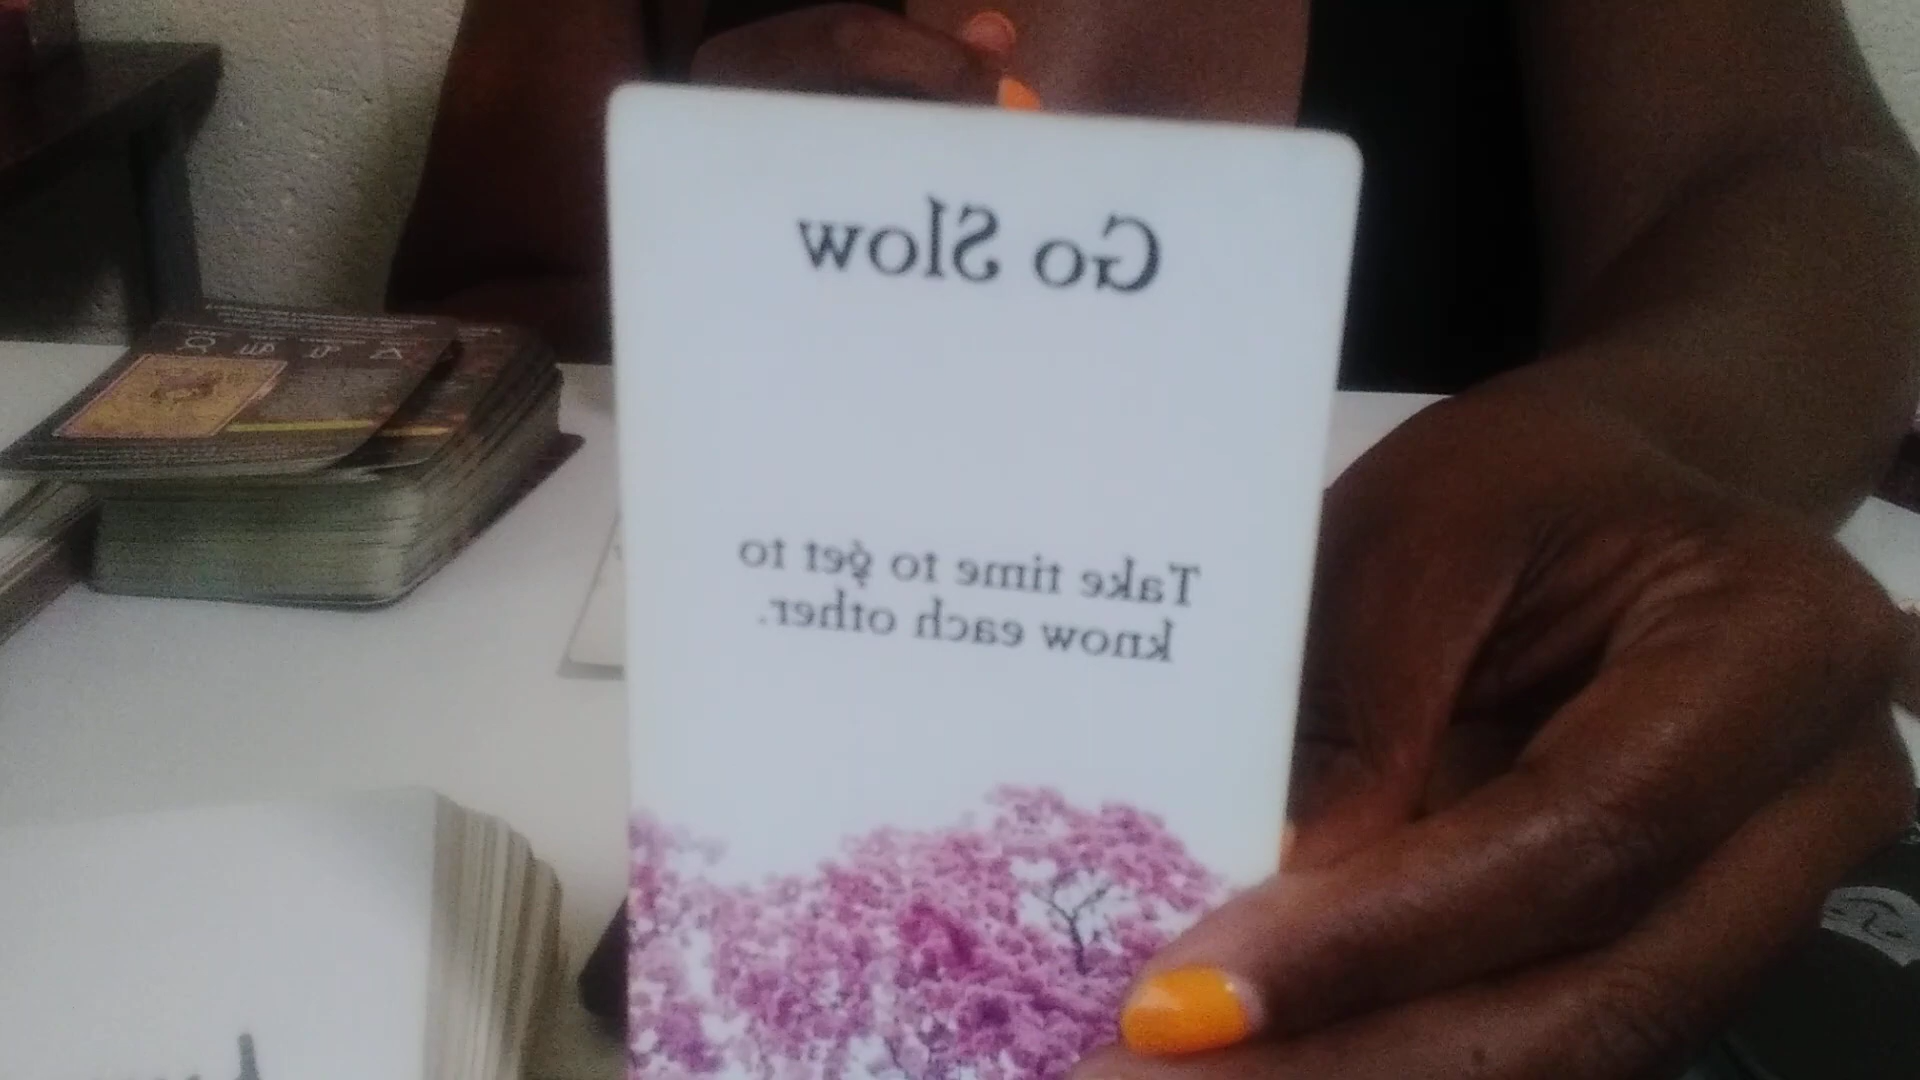 Go Slow
Take time to get to
know each other.